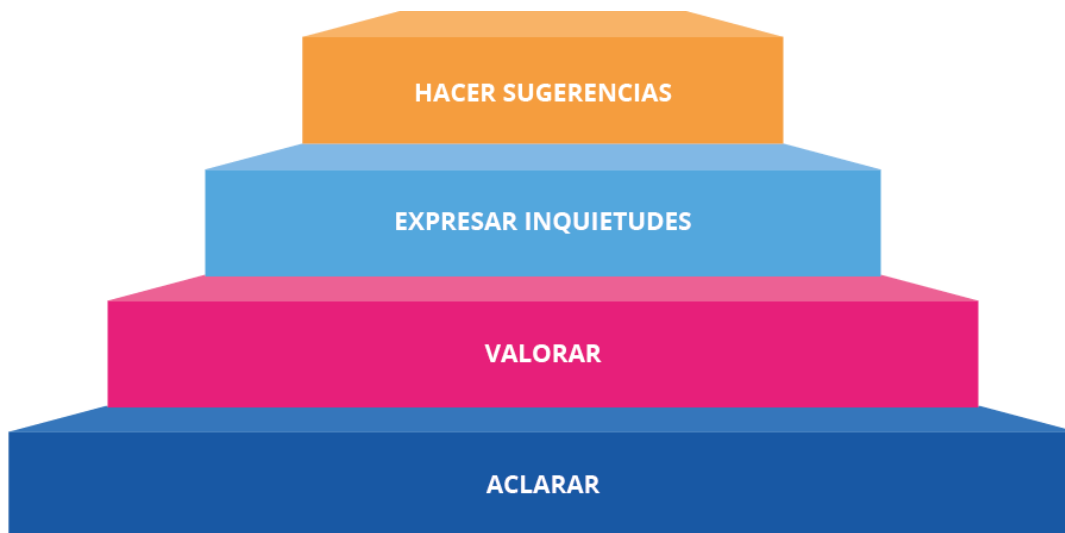 HACER SUGERENCIAS
EXPRESAR INQUIETUDES
VALORAR
ACLARAR